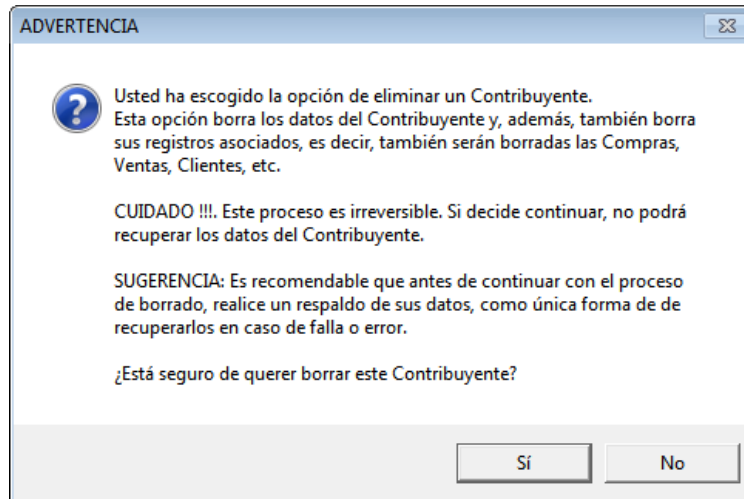 ADVERTENCIA
Usted ha escogido la opción de eliminar un Contribuyente.
Esta opción borra los datos del Contribuyente y, además, también borra
sus registros asociados, es decir, también serán borradas las Compras,
Ventas, Clientes, etc.
CUIDADO !!!. Este proceso es irreversible. Si decide continuar, no podrá
recuperar los datos del Contribuyente.
SUGERENCIA: Es recomendable que antes de continuar con el proceso
de borrado, realice un respaldo de sus datos, como única forma de de
recuperarlos en caso de falla o error.
¿Está seguro de querer borrar este Contribuyente?
Sí
No